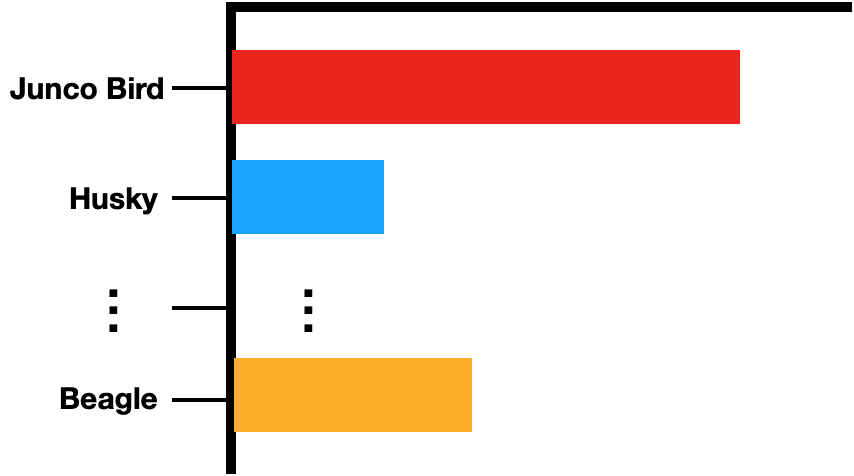 Junco Bird
Husky
⋮ ⋮
Beagle